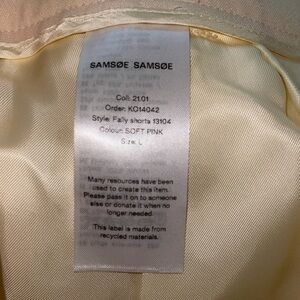 SAMSØE SAMSØE
Coll: 21.01
Order: KO14042
Style: Fally shorts 13104
Colour: SOFT PINK
Size: L
Many resources have been
used to create this item.
Please pass it on to someone
else or donate it when no
longer needed.
This label is made from
recycled materials.